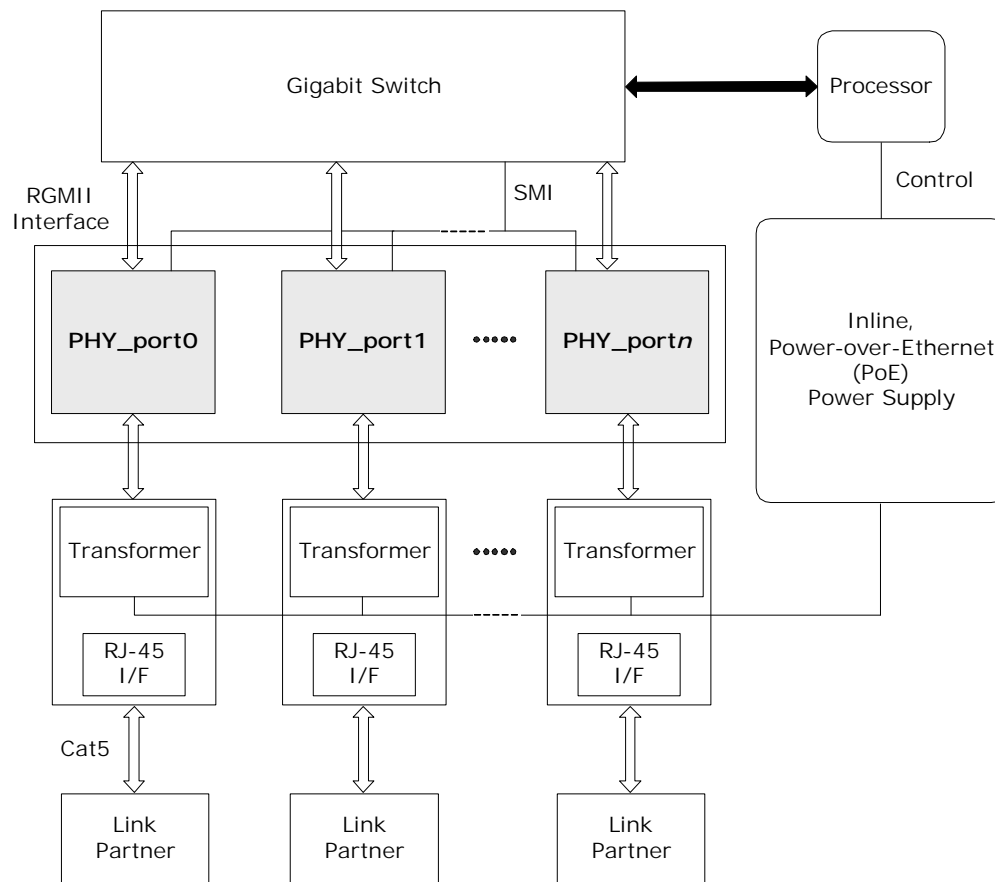 Gigabit Switch
Processor
RGMII
Interface
SMI
Control
PHY_port0
PHY_port1
PHY_portn
Inline,
Power-over-Ethernet
(PoE)
Power Supply
Transformer
Transformer
Transformer
RJ-45
I/F
RJ-45
I/F
RJ-45
I/F
Cat5
Link
Partner
Link
Partner
Link
Partner